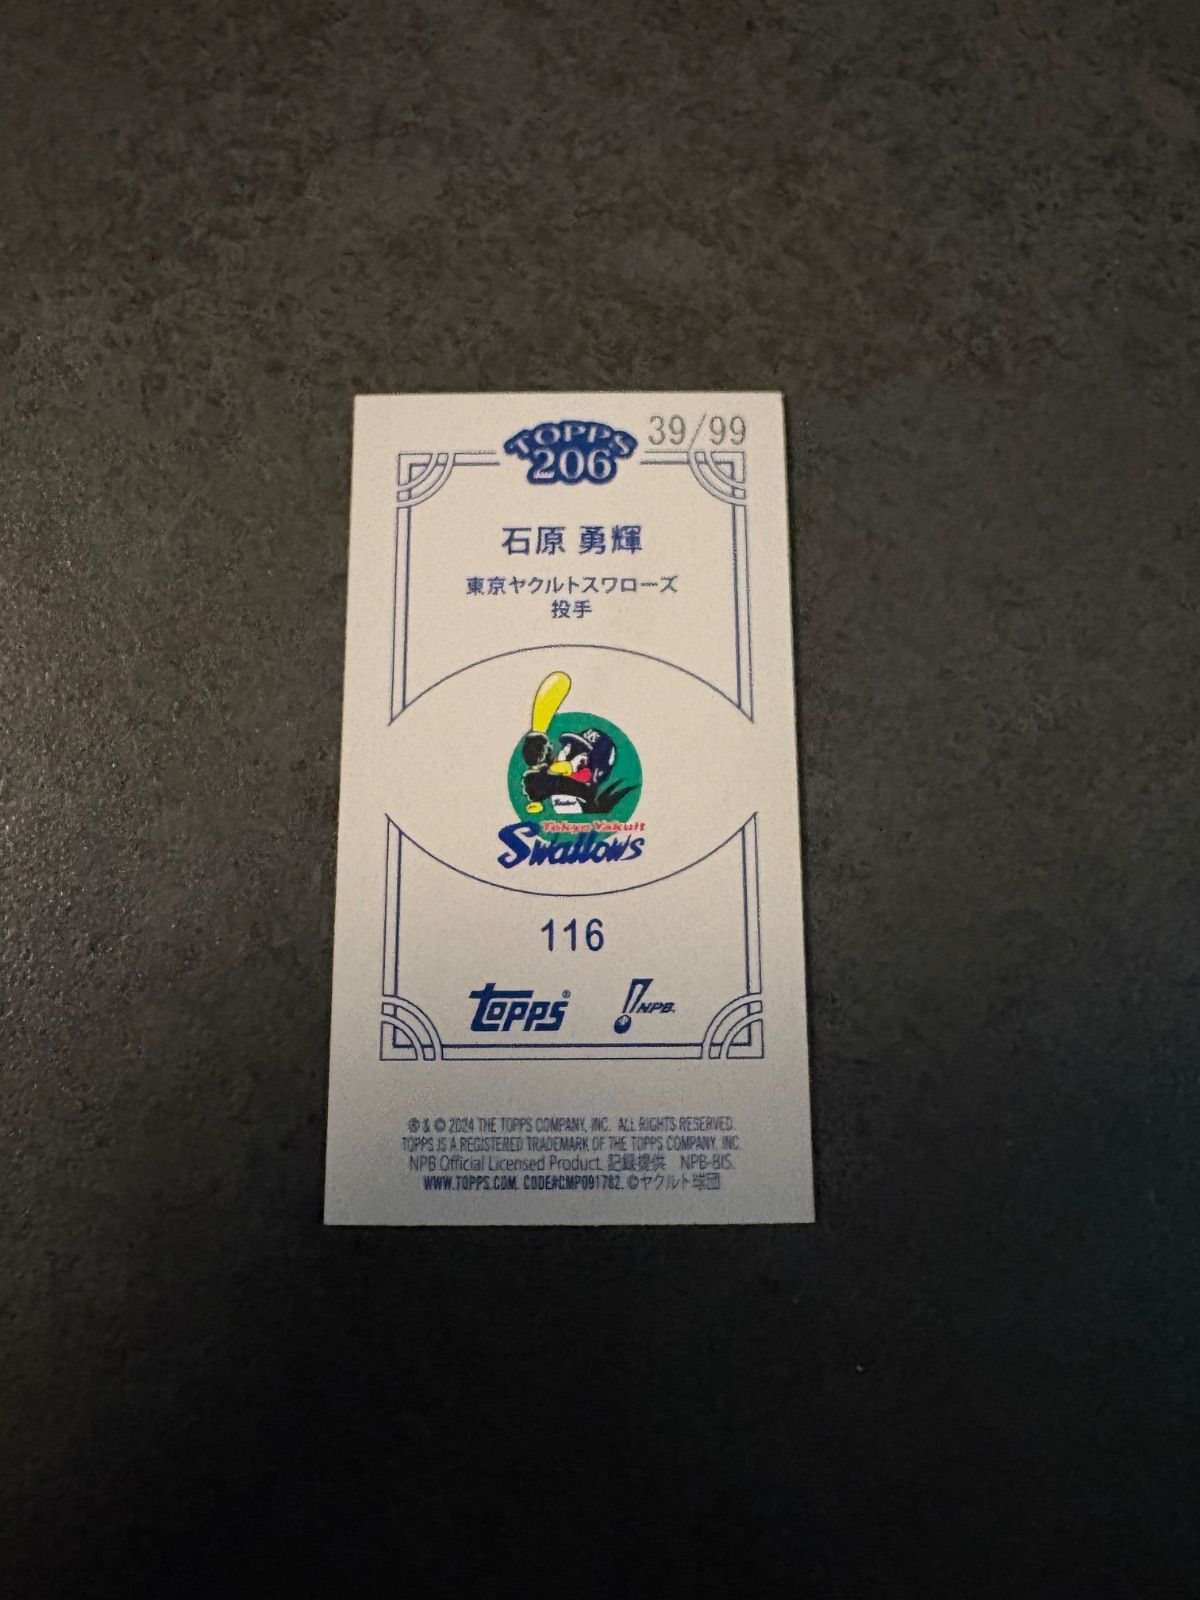 TOPPS 39/99
206
石原 勇輝
東京ヤクルトスワローズ
投手
Tokyo Yakult
Swallows
116
TOPPS® NPB.
® & © 2024 THE TOPPS COMPANY, INC. ALL RIGHTS RESERVED.
TOPPS IS A REGISTERED TRADEMARK OF THE TOPPS COMPANY, INC.
NPB Official Licensed Product. 記録提供 NPB-BIS.
WWW.TOPPS.COM. CODE#CMP091782. ©ヤクルト球団